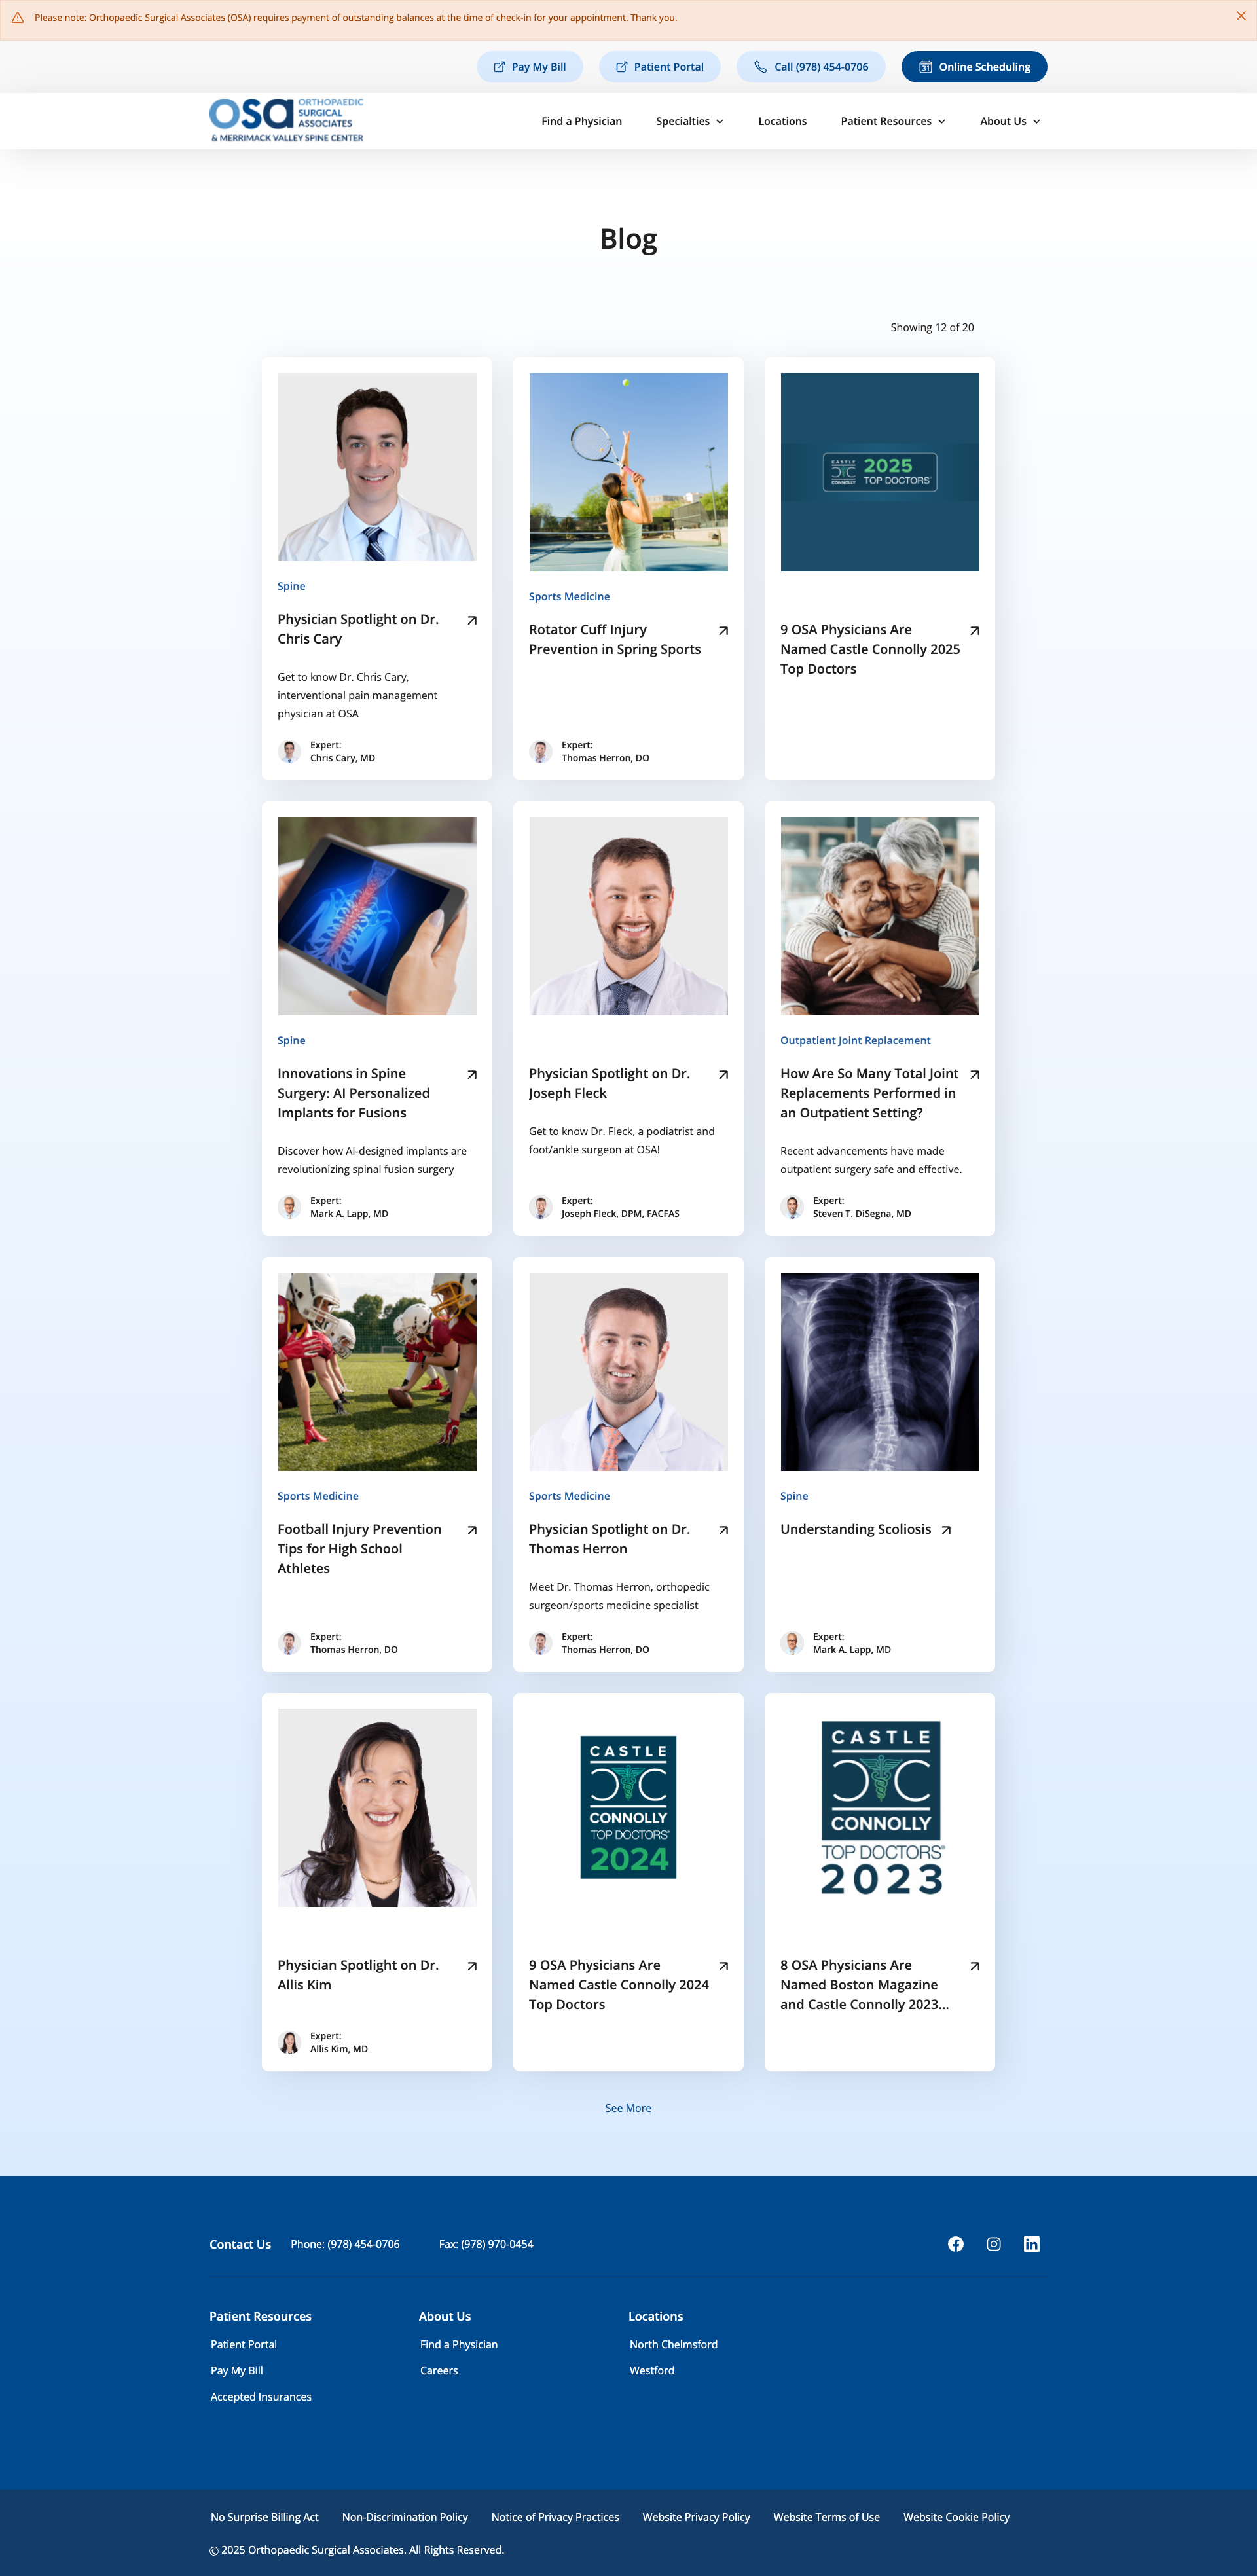 Please note: Orthopaedic Surgical Associates (OSA) requires payment of outstanding balances at the time of check-in for your appointment. Thank you.
Pay My Bill
Patient Portal
Call (978) 454-0706
31
Online Scheduling
OSA ORTHOPAEDIC
SURGICAL
ASSOCIATES
& MERRIMACK VALLEY SPINE CENTER
Find a Physician
Specialties
Locations
Patient Resources
About Us
Blog
Showing 12 of 20
Spine
Physician Spotlight on Dr.
Chris Cary
Get to know Dr. Chris Cary,
interventional pain management
physician at OSA
Expert:
Chris Cary, MD
Sports Medicine
Rotator Cuff Injury
Prevention in Spring Sports
Expert:
Thomas Herron, DO
CASTLE
CONNOLLY
2025
TOP DOCTORS
9 OSA Physicians Are
Named Castle Connolly 2025
Top Doctors
Spine
Innovations in Spine
Surgery: AI Personalized
Implants for Fusions
Discover how AI-designed implants are
revolutionizing spinal fusion surgery
Expert:
Mark A. Lapp, MD
Physician Spotlight on Dr.
Joseph Fleck
Get to know Dr. Fleck, a podiatrist and
foot/ankle surgeon at OSA!
Expert:
Joseph Fleck, DPM, FACFAS
Outpatient Joint Replacement
How Are So Many Total Joint
Replacements Performed in
an Outpatient Setting?
Recent advancements have made
outpatient surgery safe and effective.
Expert:
Steven T. DiSegna, MD
Sports Medicine
Football Injury Prevention
Tips for High School
Athletes
Expert:
Thomas Herron, DO
Sports Medicine
Physician Spotlight on Dr.
Thomas Herron
Meet Dr. Thomas Herron, orthopedic
surgeon/sports medicine specialist
Expert:
Thomas Herron, DO
Spine
Understanding Scoliosis
Expert:
Mark A. Lapp, MD
Physician Spotlight on Dr.
Allis Kim
Expert:
Allis Kim, MD
CASTLE
CONNOLLY
TOP DOCTORS®
2024
9 OSA Physicians Are
Named Castle Connolly 2024
Top Doctors
CASTLE
CONNOLLY
TOP DOCTORS®
2023
8 OSA Physicians Are
Named Boston Magazine
and Castle Connolly 2023...
See More
Contact Us
Phone: (978) 454-0706
Fax: (978) 970-0454
Patient Resources
Patient Portal
Pay My Bill
Accepted Insurances
About Us
Find a Physician
Careers
Locations
North Chelmsford
Westford
No Surprise Billing Act
Non-Discrimination Policy
Notice of Privacy Practices
Website Privacy Policy
Website Terms of Use
Website Cookie Policy
© 2025 Orthopaedic Surgical Associates. All Rights Reserved.